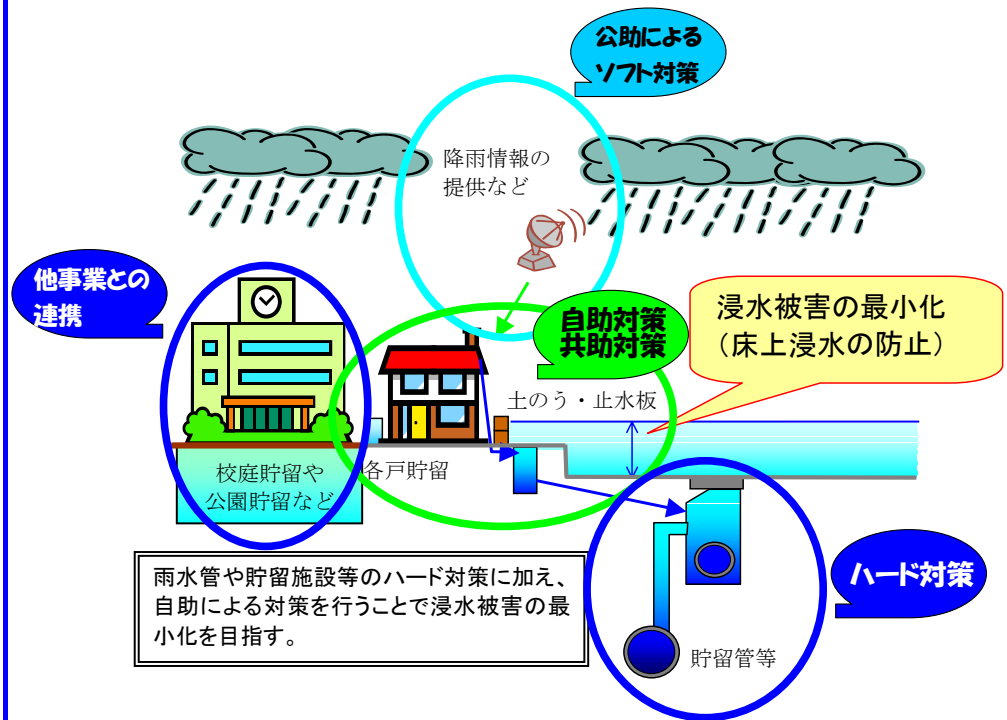 公助による
ソフト対策
降雨情報の
提供など
他事業との
連携
自助対策
共助対策
浸水被害の最小化
（床上浸水の防止）
土のう・止水板
校庭貯留や
公園貯留など
各戸貯留
ハード対策
雨水管や貯留施設等のハード対策に加え、
自助による対策を行うことで浸水被害の最
小化を目指す。
貯留管等